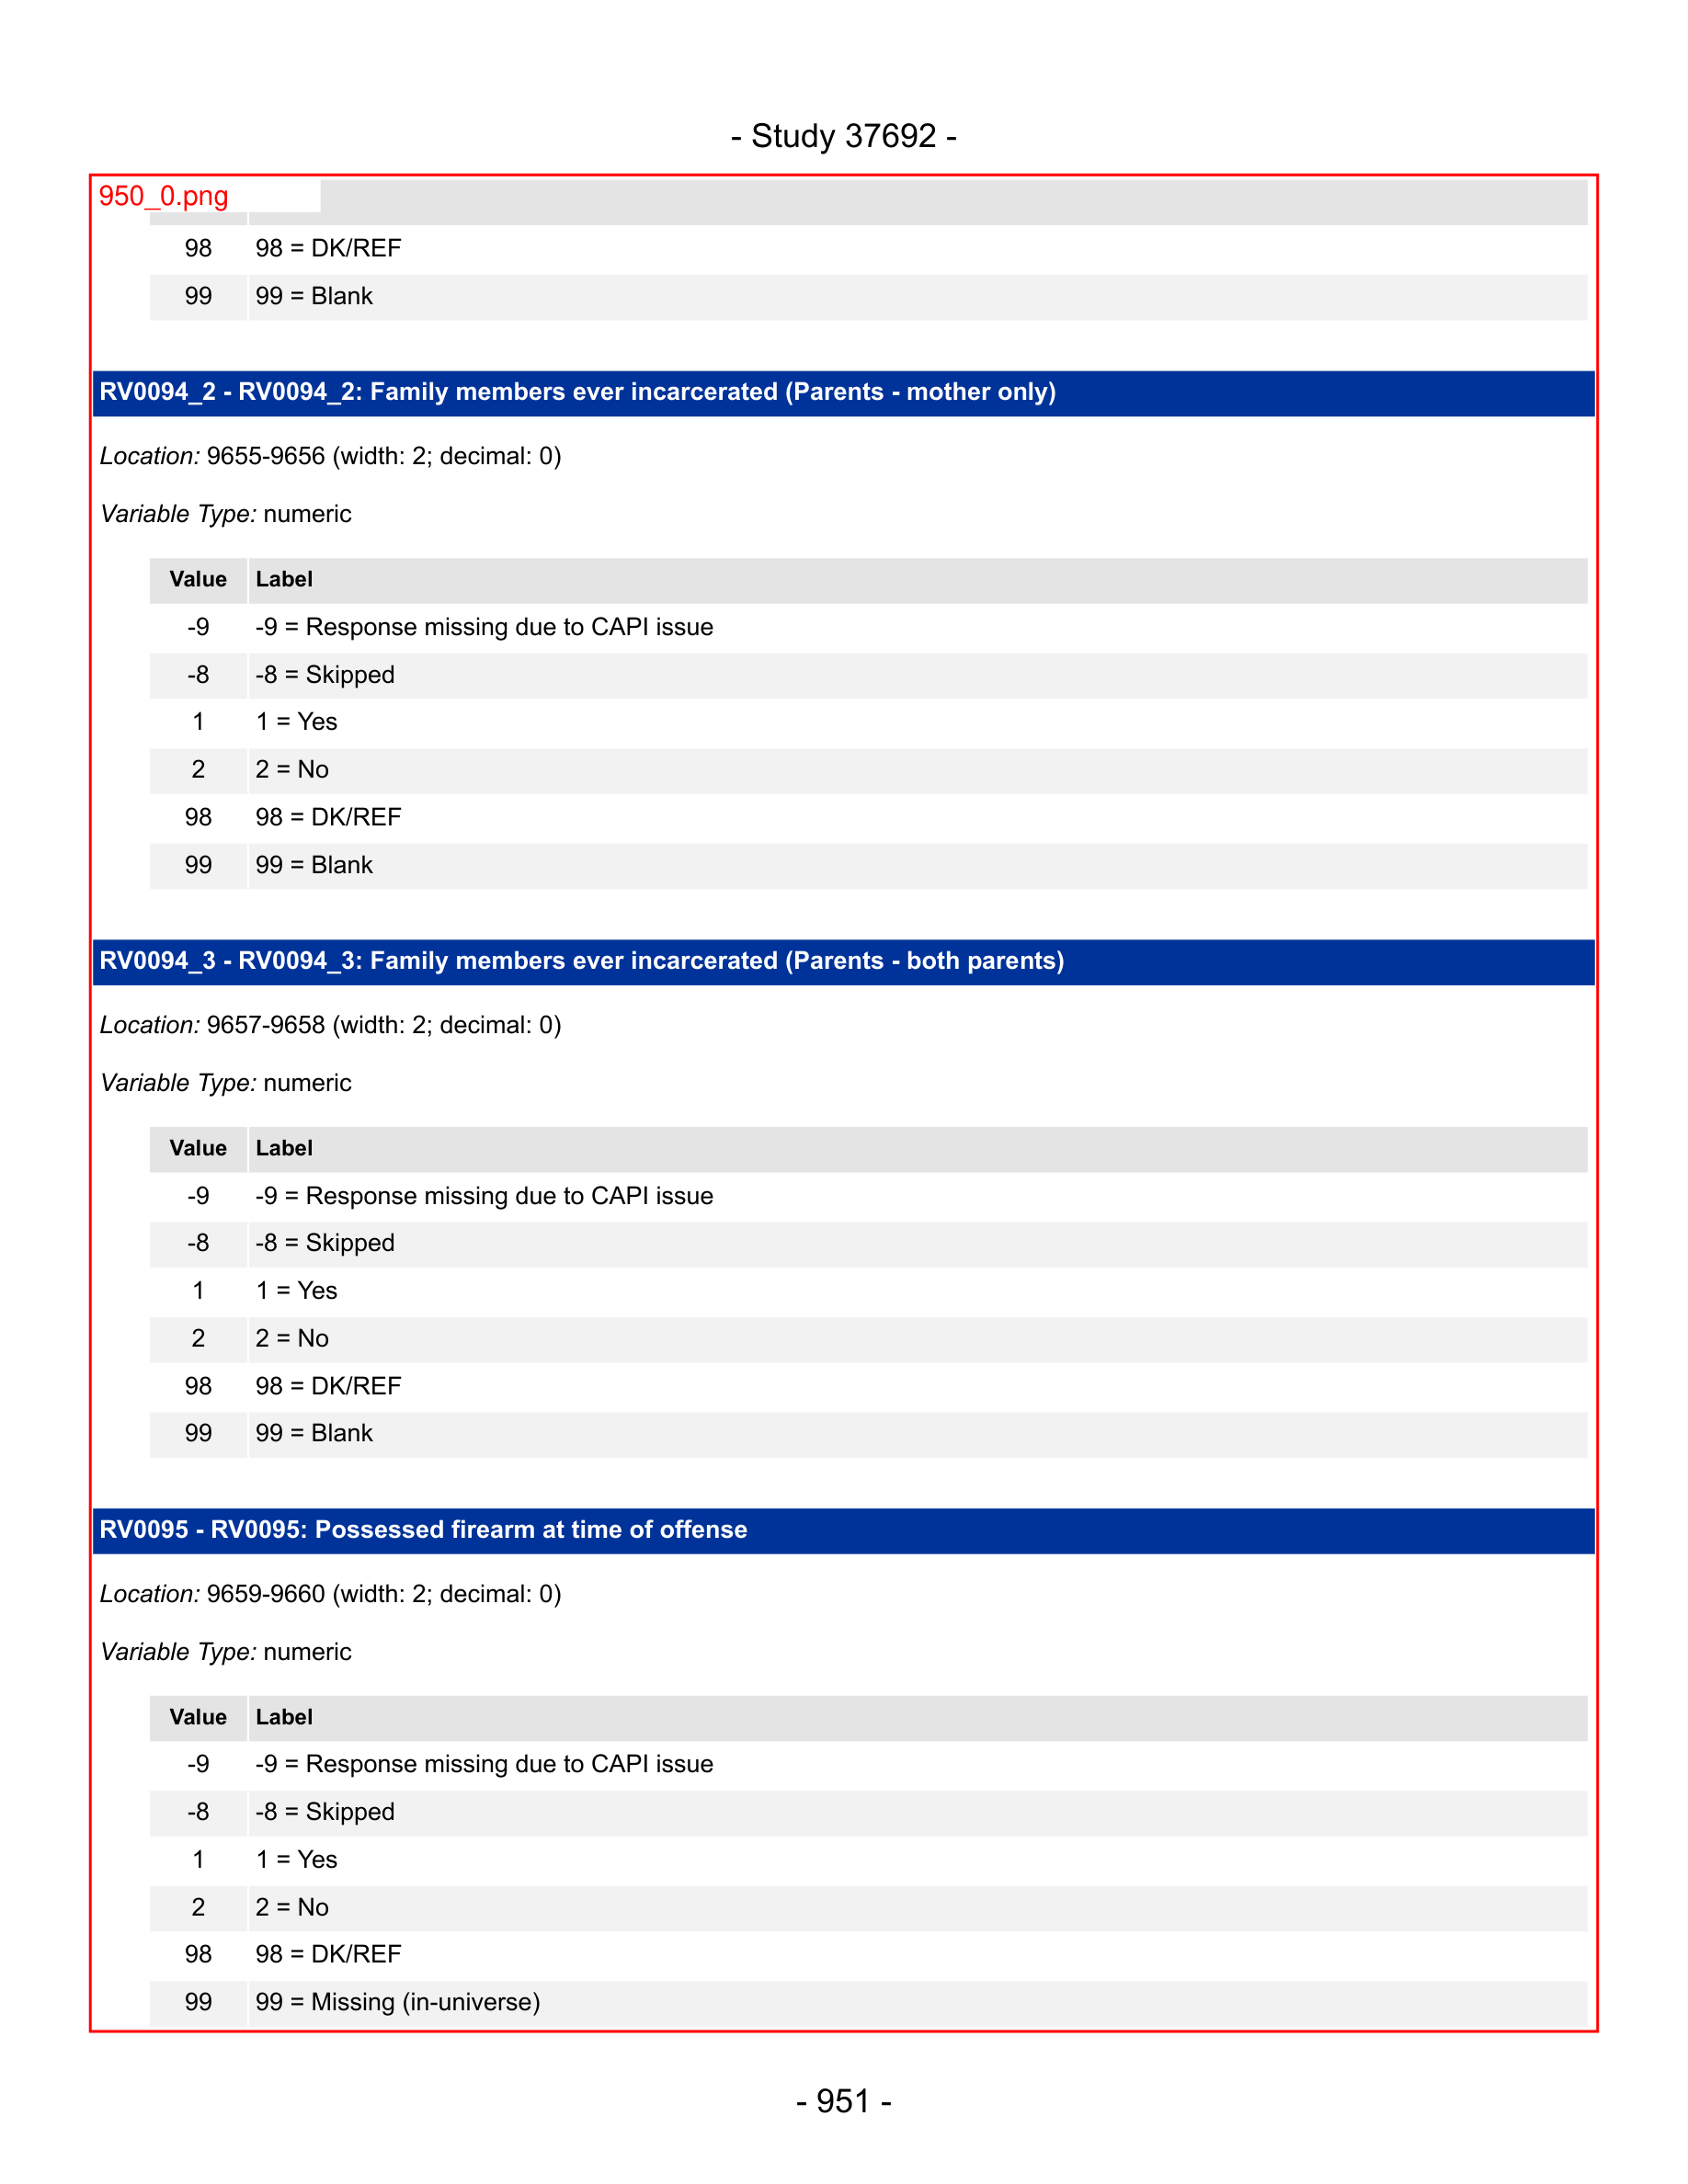 - Study 37692 -
950_0.png
98 98 = DK/REF
99 99 = Blank
RV0094_2 - RV0094_2: Family members ever incarcerated (Parents - mother only)
Location: 9655-9656 (width: 2; decimal: 0)
Variable Type: numeric
Value Label
-9 -9 = Response missing due to CAPI issue
-8 -8 = Skipped
1 1 = Yes
2 2 = No
98 98 = DK/REF
99 99 = Blank
RV0094_3 - RV0094_3: Family members ever incarcerated (Parents - both parents)
Location: 9657-9658 (width: 2; decimal: 0)
Variable Type: numeric
Value Label
-9 -9 = Response missing due to CAPI issue
-8 -8 = Skipped
1 1 = Yes
2 2 = No
98 98 = DK/REF
99 99 = Blank
RV0095 - RV0095: Possessed firearm at time of offense
Location: 9659-9660 (width: 2; decimal: 0)
Variable Type: numeric
Value Label
-9 -9 = Response missing due to CAPI issue
-8 -8 = Skipped
1 1 = Yes
2 2 = No
98 98 = DK/REF
99 99 = Missing (in-universe)
- 951 -